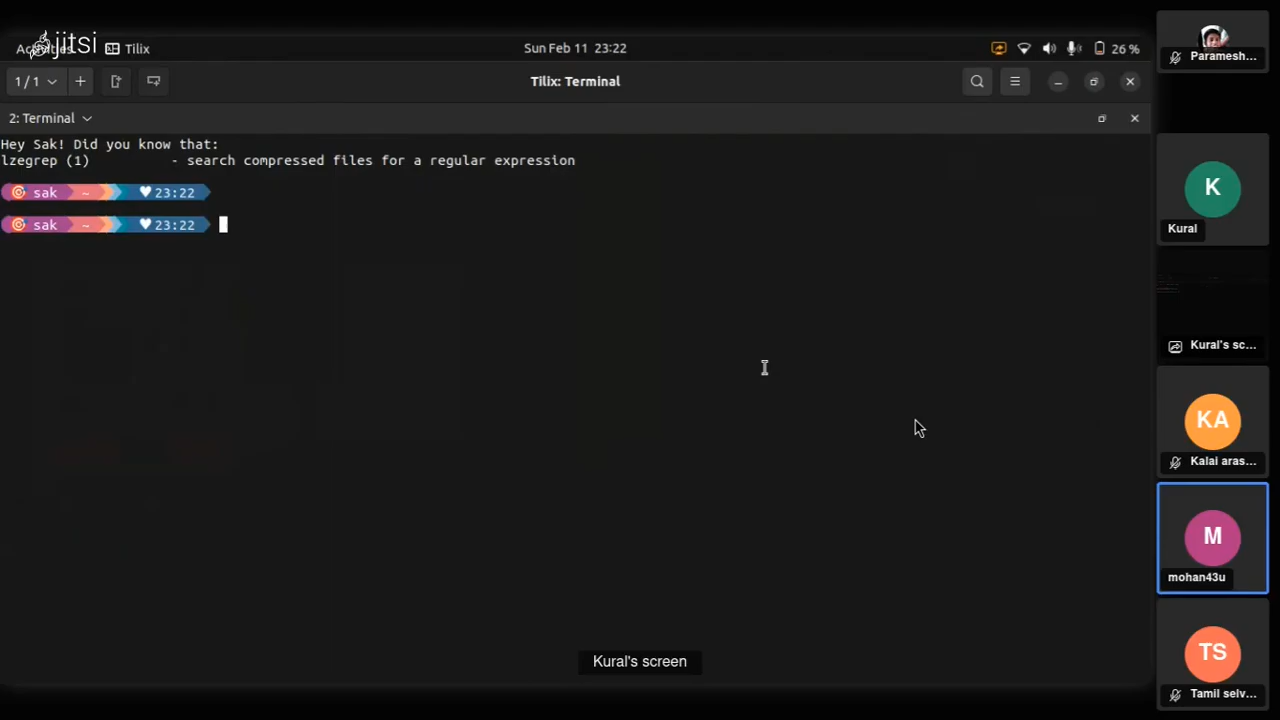 jitsi
Tilix
Sun Feb 11 23:22
26 %
1 / 1
Tilix: Terminal
2: Terminal
Hey Sak! Did you know that:
lzegrep (1) - search compressed files for a regular expression
sak ~ ♥ 23:22
sak ~ ♥ 23:22
Kural's screen
Paramesh...
K
Kural
Kural's sc...
KA
Kalai aras...
M
mohan43u
TS
Tamil selv...